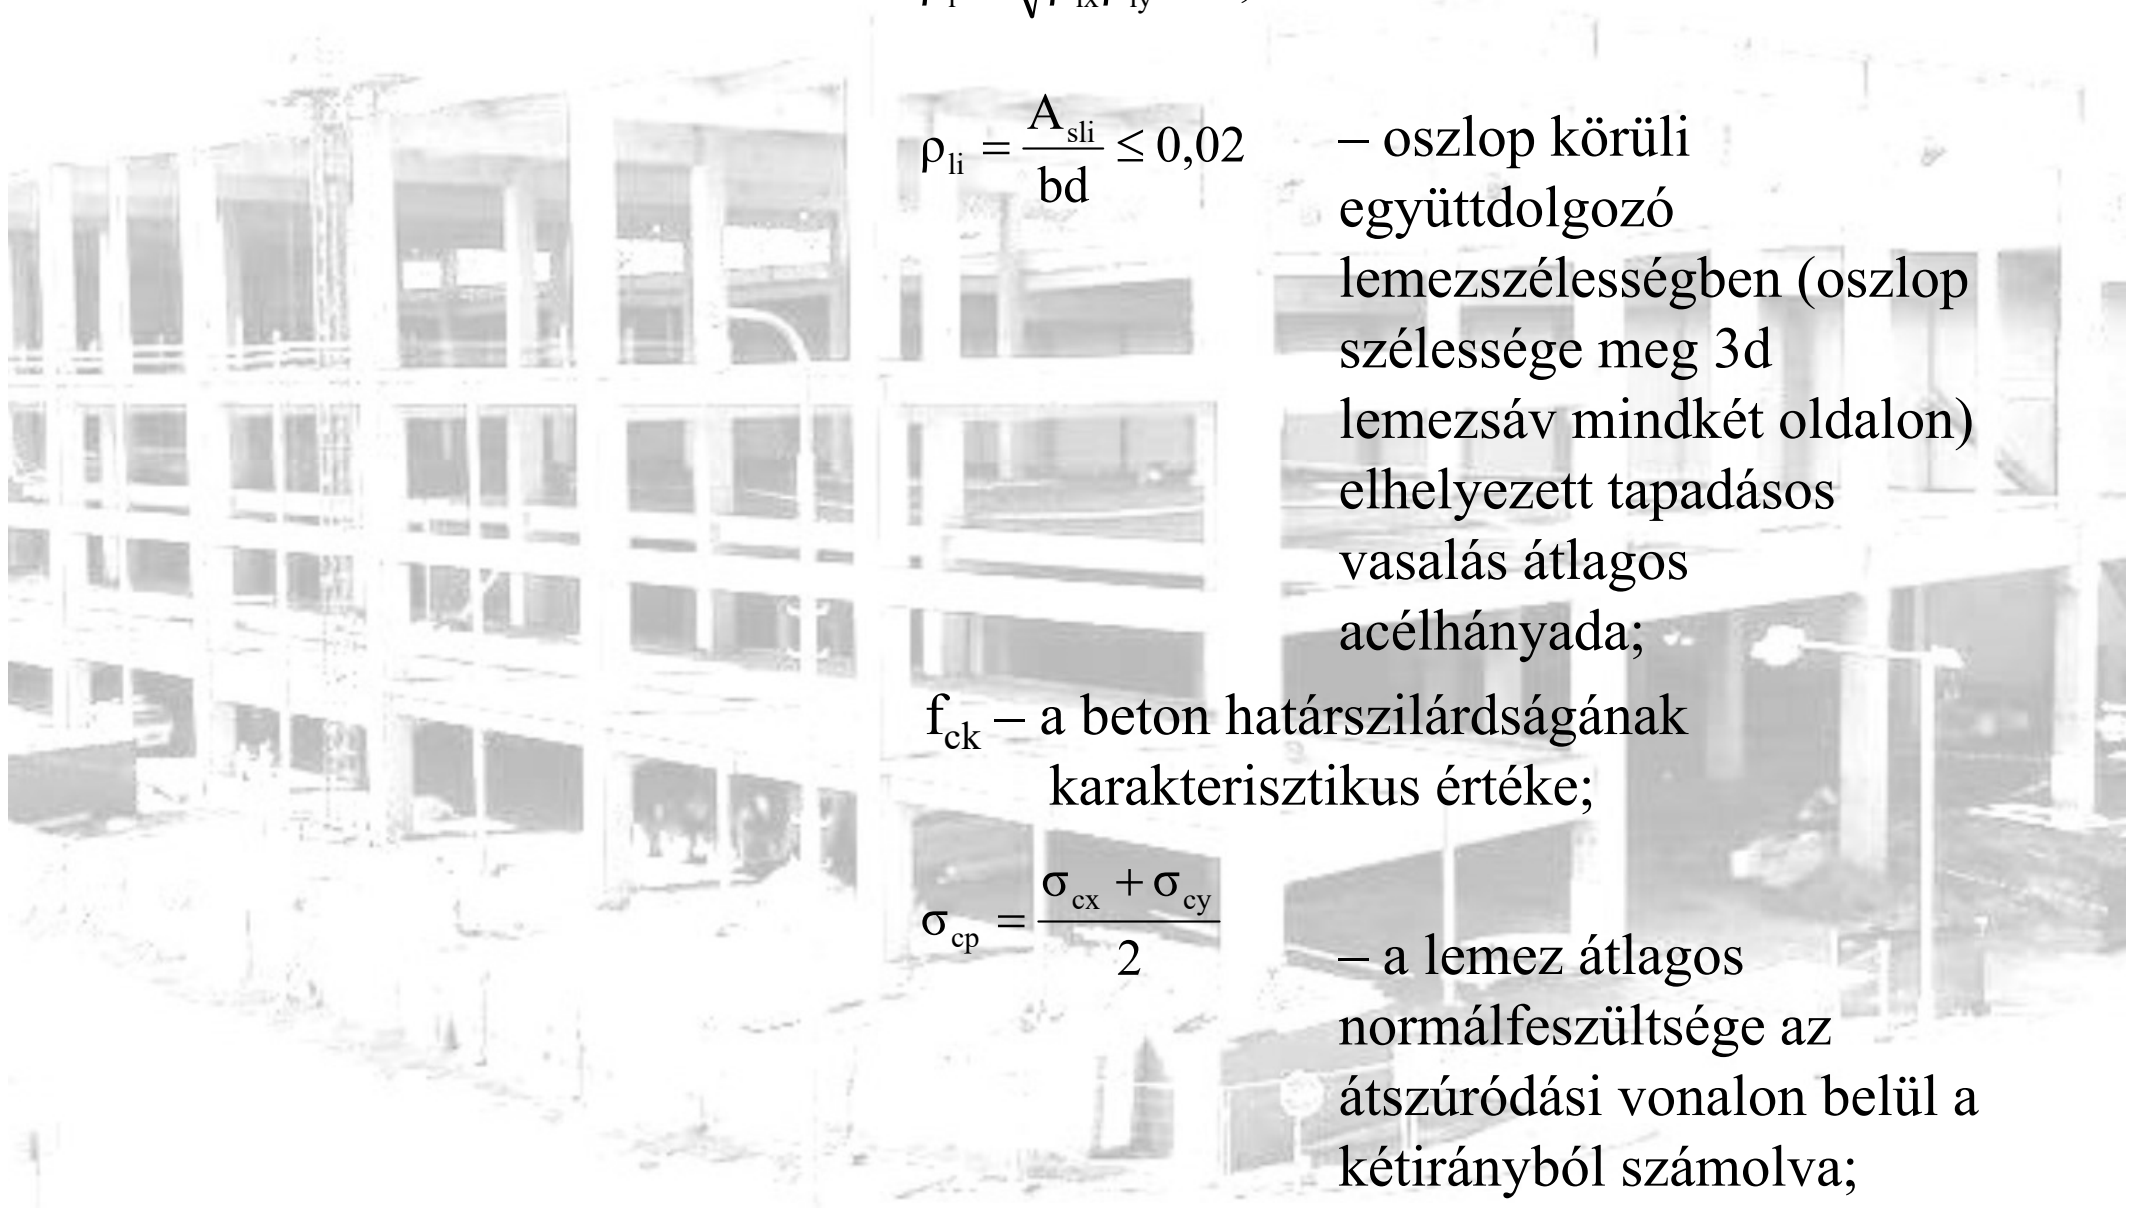 ρ_li = A_sli / bd ≤ 0,02
– oszlop körüli
együttdolgozó
lemezszélességben (oszlop
szélessége meg 3d
lemezsáv mindkét oldalon)
elhelyezett tapadásos
vasalás átlagos
acélhányada;
f_ck – a beton határszilárdságának
karakterisztikus értéke;
σ_cp = (σ_cx + σ_cy) / 2
– a lemez átlagos
normálfeszültsége az
átszúródási vonalon belül a
kétirányból számolva;